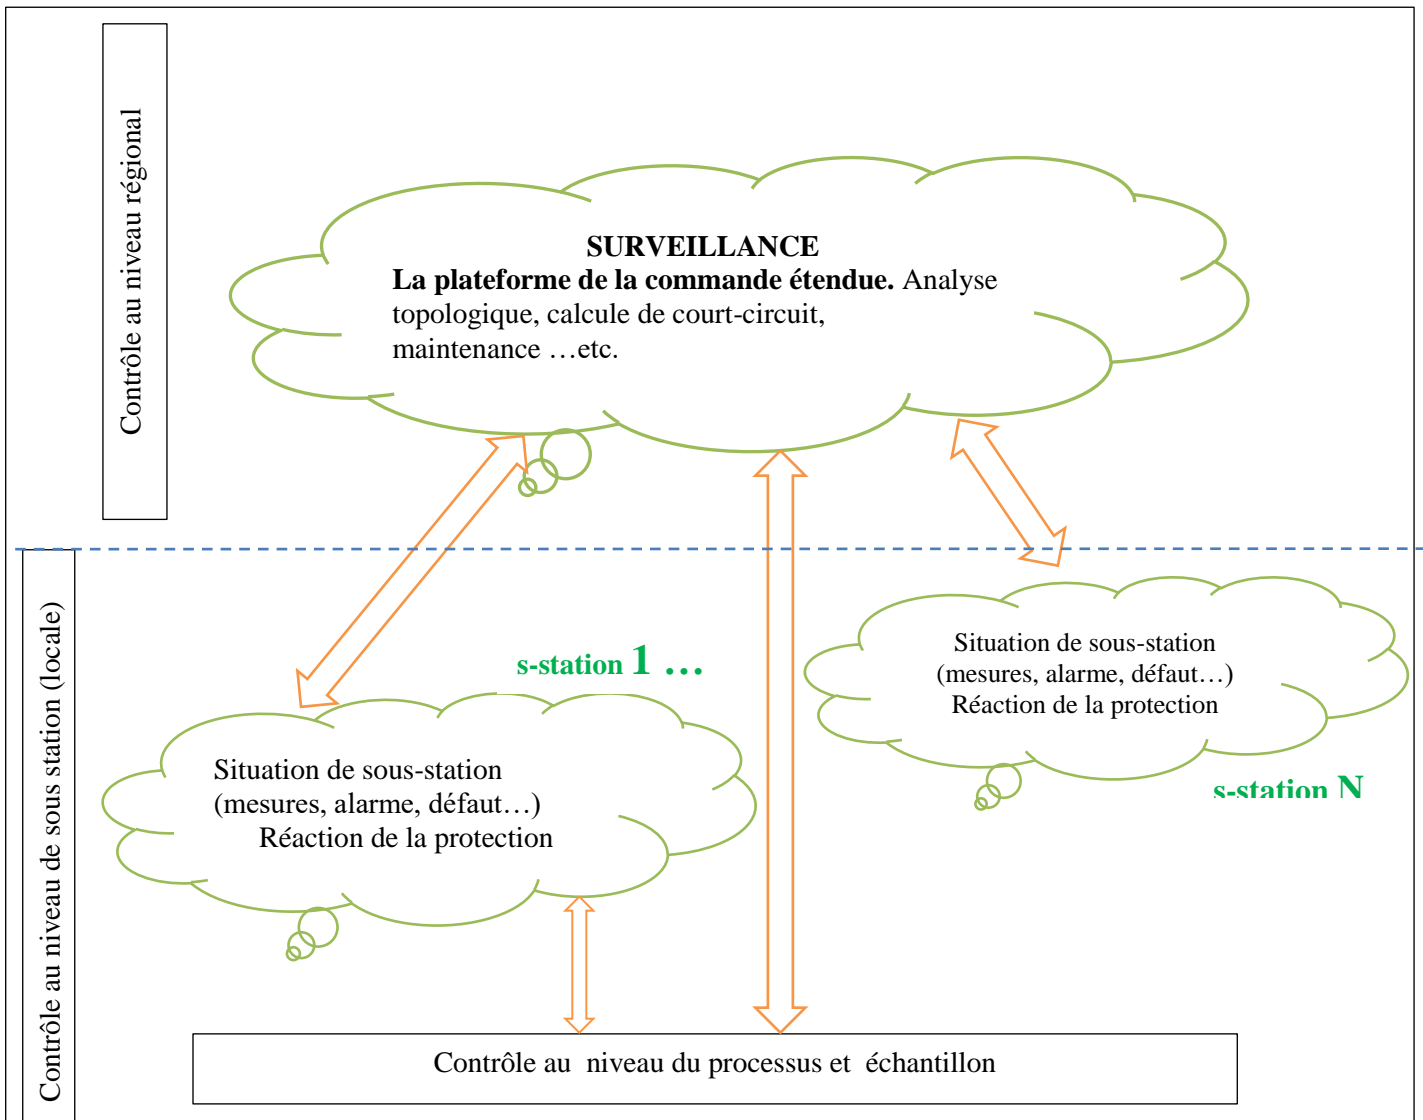 Contrôle au niveau régional
SURVEILLANCE
La plateforme de la commande étendue. Analyse
topologique, calcule de court-circuit,
maintenance …etc.
Contrôle au niveau de sous station (locale)
s-station 1 …
Situation de sous-station
(mesures, alarme, défaut…)
Réaction de la protection
s-station N
Situation de sous-station
(mesures, alarme, défaut…)
Réaction de la protection
Contrôle au niveau du processus et échantillon